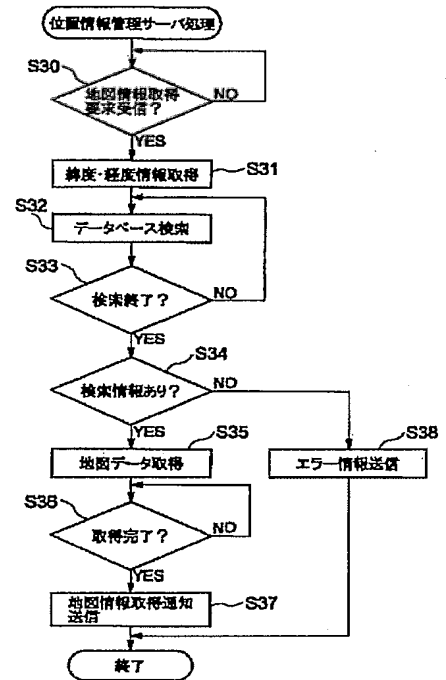 位置情報管理サーバ処理
S30
地図情報取得
要求受信？
NO
YES
緯度・経度情報取得
S31
S32
データベース検索
S33
検索終了？
NO
YES
S34
検索情報あり？
NO
YES
S35
地図データ取得
S38
エラー情報送信
S36
取得完了？
NO
YES
地図情報取得通知
送信
S37
終了